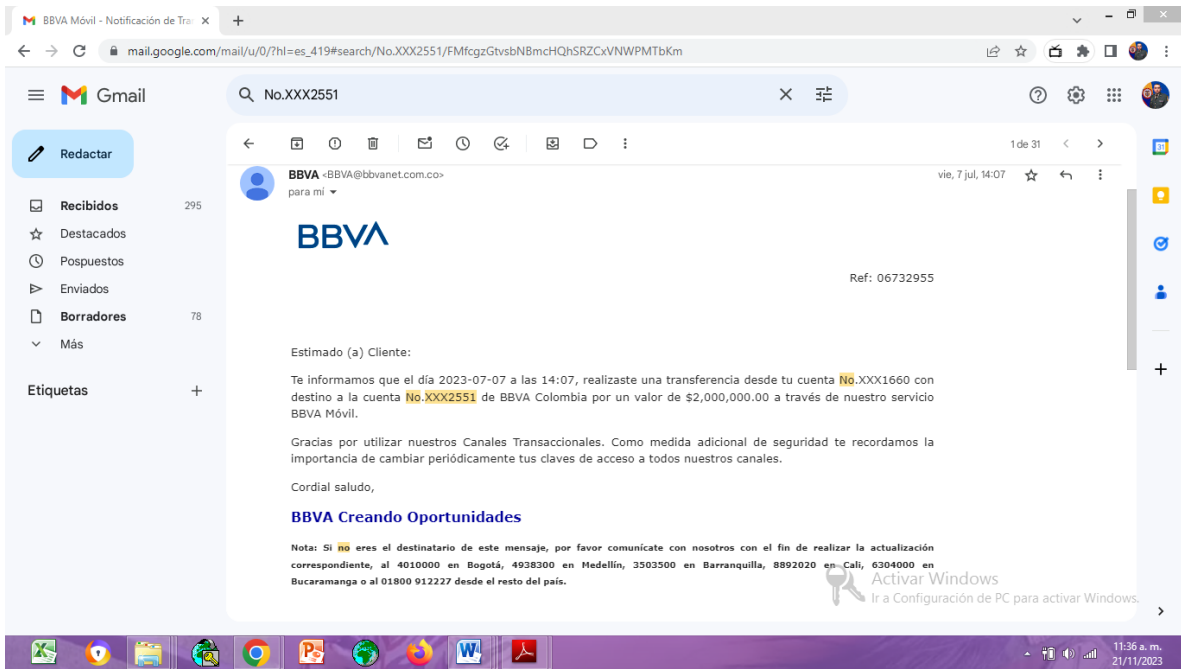 BBVA Móvil - Notificación de Tra
mail.google.com/mail/u/0/?hl=es_419#search/No.XXX2551/FMfcgzGtvsbNBmcHQhSRZCxVNWPMTbKm
Gmail
No.XXX2551
Redactar
1 de 31
31
BBVA <BBVA@bbvanet.com.co>
vie, 7 jul, 14:07
para mí
Recibidos 295
Destacados
Pospuestos
Enviados
Borradores 78
Más
Etiquetas
BBVA
Ref: 06732955
Estimado (a) Cliente:
Te informamos que el día 2023-07-07 a las 14:07, realizaste una transferencia desde tu cuenta No.XXX1660 con
destino a la cuenta No.XXX2551 de BBVA Colombia por un valor de $2,000,000.00 a través de nuestro servicio
BBVA Móvil.
Gracias por utilizar nuestros Canales Transaccionales. Como medida adicional de seguridad te recordamos la
importancia de cambiar periódicamente tus claves de acceso a todos nuestros canales.
Cordial saludo,
BBVA Creando Oportunidades
Nota: Si no eres el destinatario de este mensaje, por favor comunícate con nosotros con el fin de realizar la actualización
correspondiente, al 4010000 en Bogotá, 4938300 en Medellín, 3503500 en Barranquilla, 8892020 en Cali, 6304000 en
Bucaramanga o al 01800 912227 desde el resto del país.
Activar Windows
Ir a Configuración de PC para activar Windows.
11:36 a. m.
21/11/2023